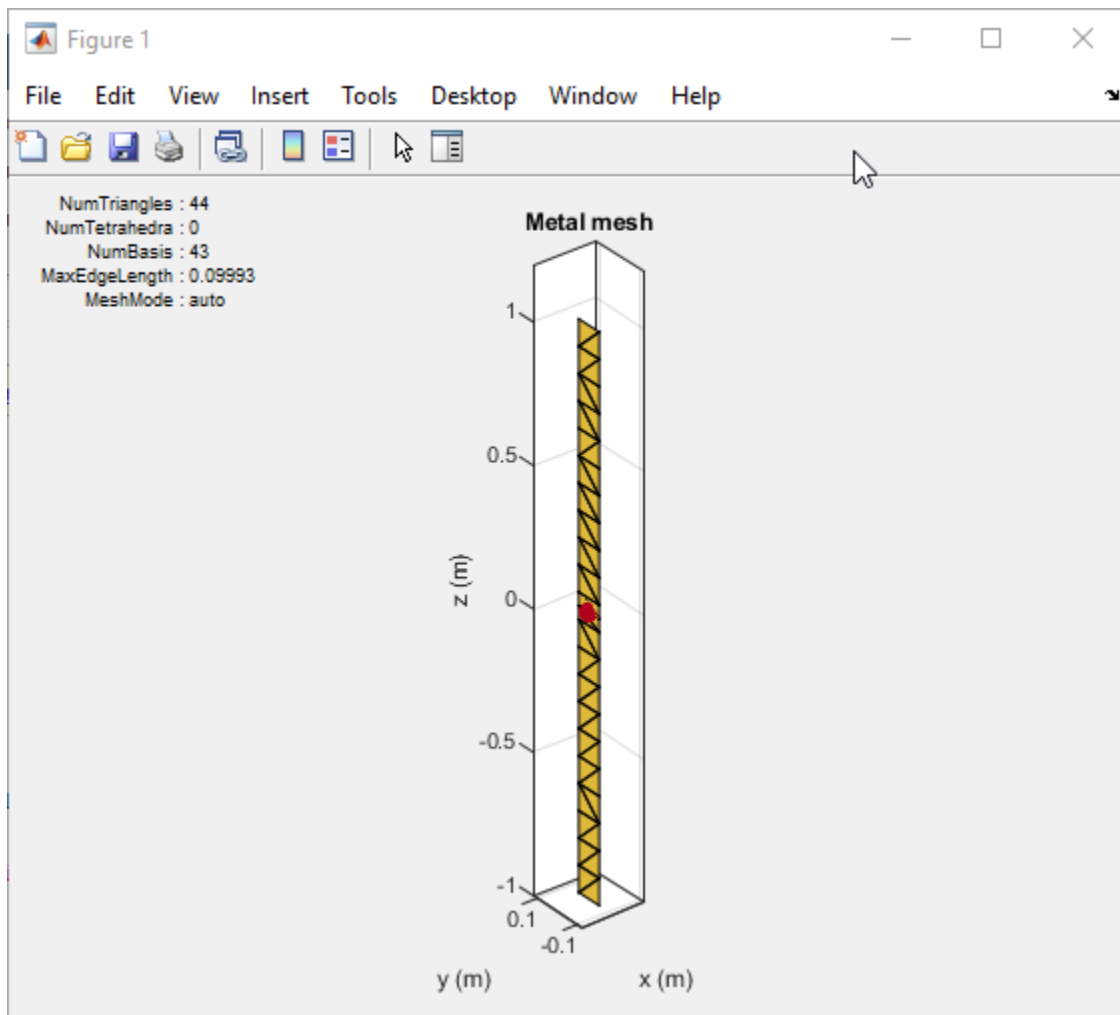 Figure 1
File Edit View Insert Tools Desktop Window Help
NumTriangles : 44
NumTetrahedra : 0
NumBasis : 43
MaxEdgeLength : 0.09993
MeshMode : auto
Metal mesh
1
0.5
0
-0.5
-1
z (m)
0.1
-0.1
y (m)
x (m)